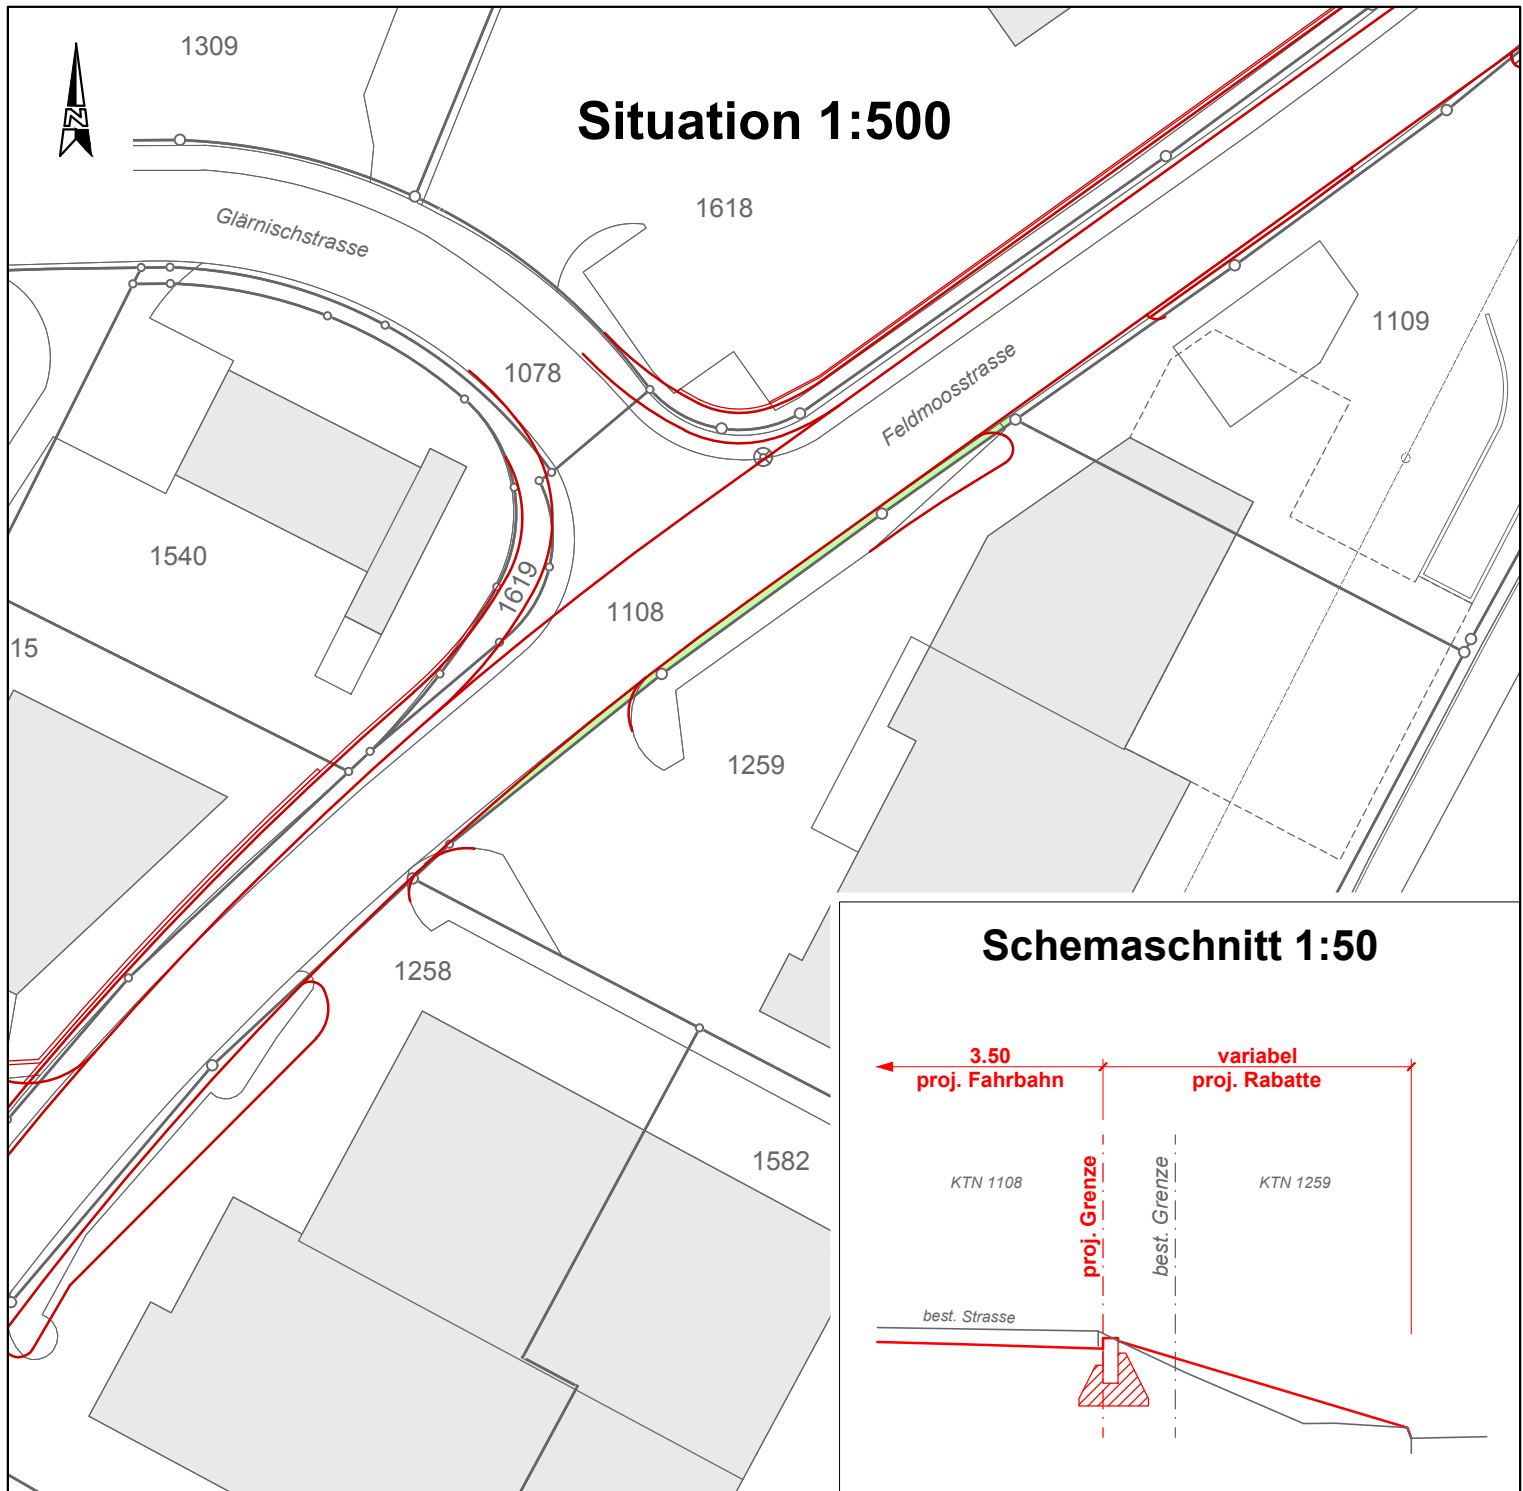 1309
N
Situation 1:500
1618
Glärnischstrasse
1109
Feldmoosstrasse
1078
1540
1619
1108
15
1259
1258
1582
Schemaschnitt 1:50
3.50
proj. Fahrbahn
variabel
proj. Rabatte
KTN 1108
proj. Grenze
best. Grenze
KTN 1259
best. Strasse